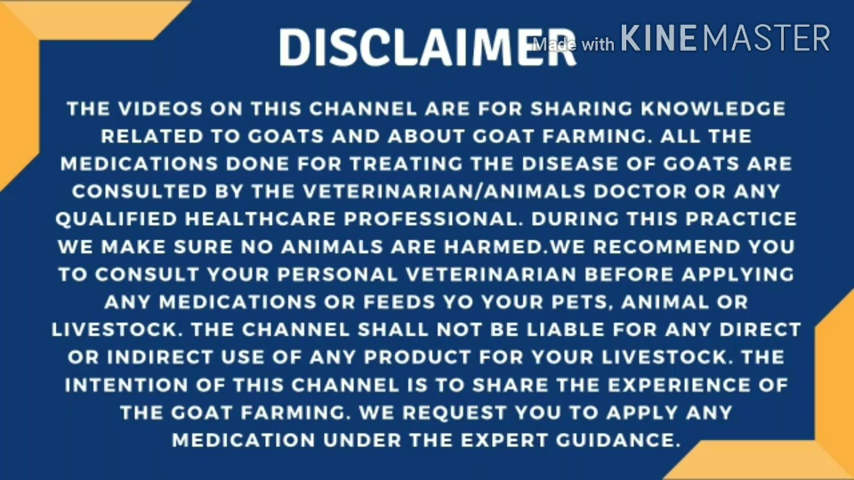 DISCLAIMER
Made with KINEMASTER
THE VIDEOS ON THIS CHANNEL ARE FOR SHARING KNOWLEDGE
RELATED TO GOATS AND ABOUT GOAT FARMING. ALL THE
MEDICATIONS DONE FOR TREATING THE DISEASE OF GOATS ARE
CONSULTED BY THE VETERINARIAN/ANIMALS DOCTOR OR ANY
QUALIFIED HEALTHCARE PROFESSIONAL. DURING THIS PRACTICE
WE MAKE SURE NO ANIMALS ARE HARMED.WE RECOMMEND YOU
TO CONSULT YOUR PERSONAL VETERINARIAN BEFORE APPLYING
ANY MEDICATIONS OR FEEDS YO YOUR PETS, ANIMAL OR
LIVESTOCK. THE CHANNEL SHALL NOT BE LIABLE FOR ANY DIRECT
OR INDIRECT USE OF ANY PRODUCT FOR YOUR LIVESTOCK. THE
INTENTION OF THIS CHANNEL IS TO SHARE THE EXPERIENCE OF
THE GOAT FARMING. WE REQUEST YOU TO APPLY ANY
MEDICATION UNDER THE EXPERT GUIDANCE.